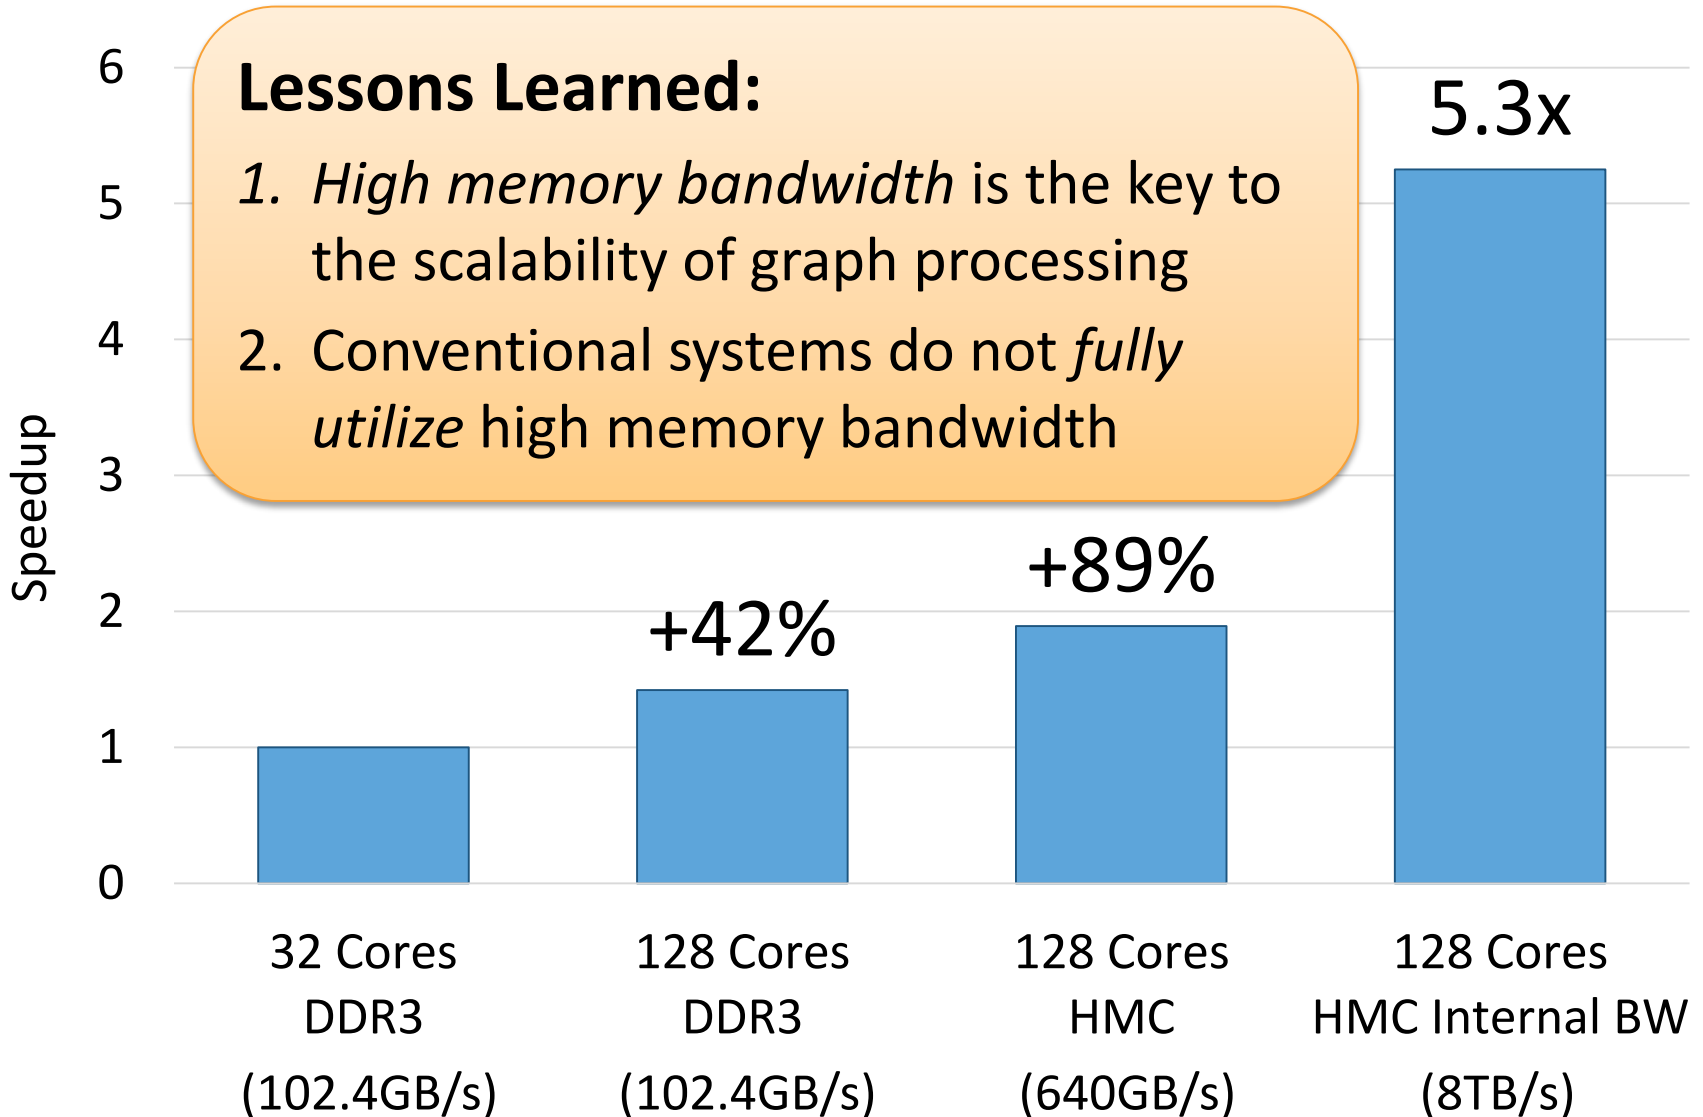 Lessons Learned:
1. High memory bandwidth is the key to
the scalability of graph processing
2. Conventional systems do not fully
utilize high memory bandwidth
Speedup
6
5
4
3
2
1
0
+42%
+89%
5.3x
32 Cores
DDR3
(102.4GB/s)
128 Cores
DDR3
(102.4GB/s)
128 Cores
HMC
(640GB/s)
128 Cores
HMC Internal BW
(8TB/s)